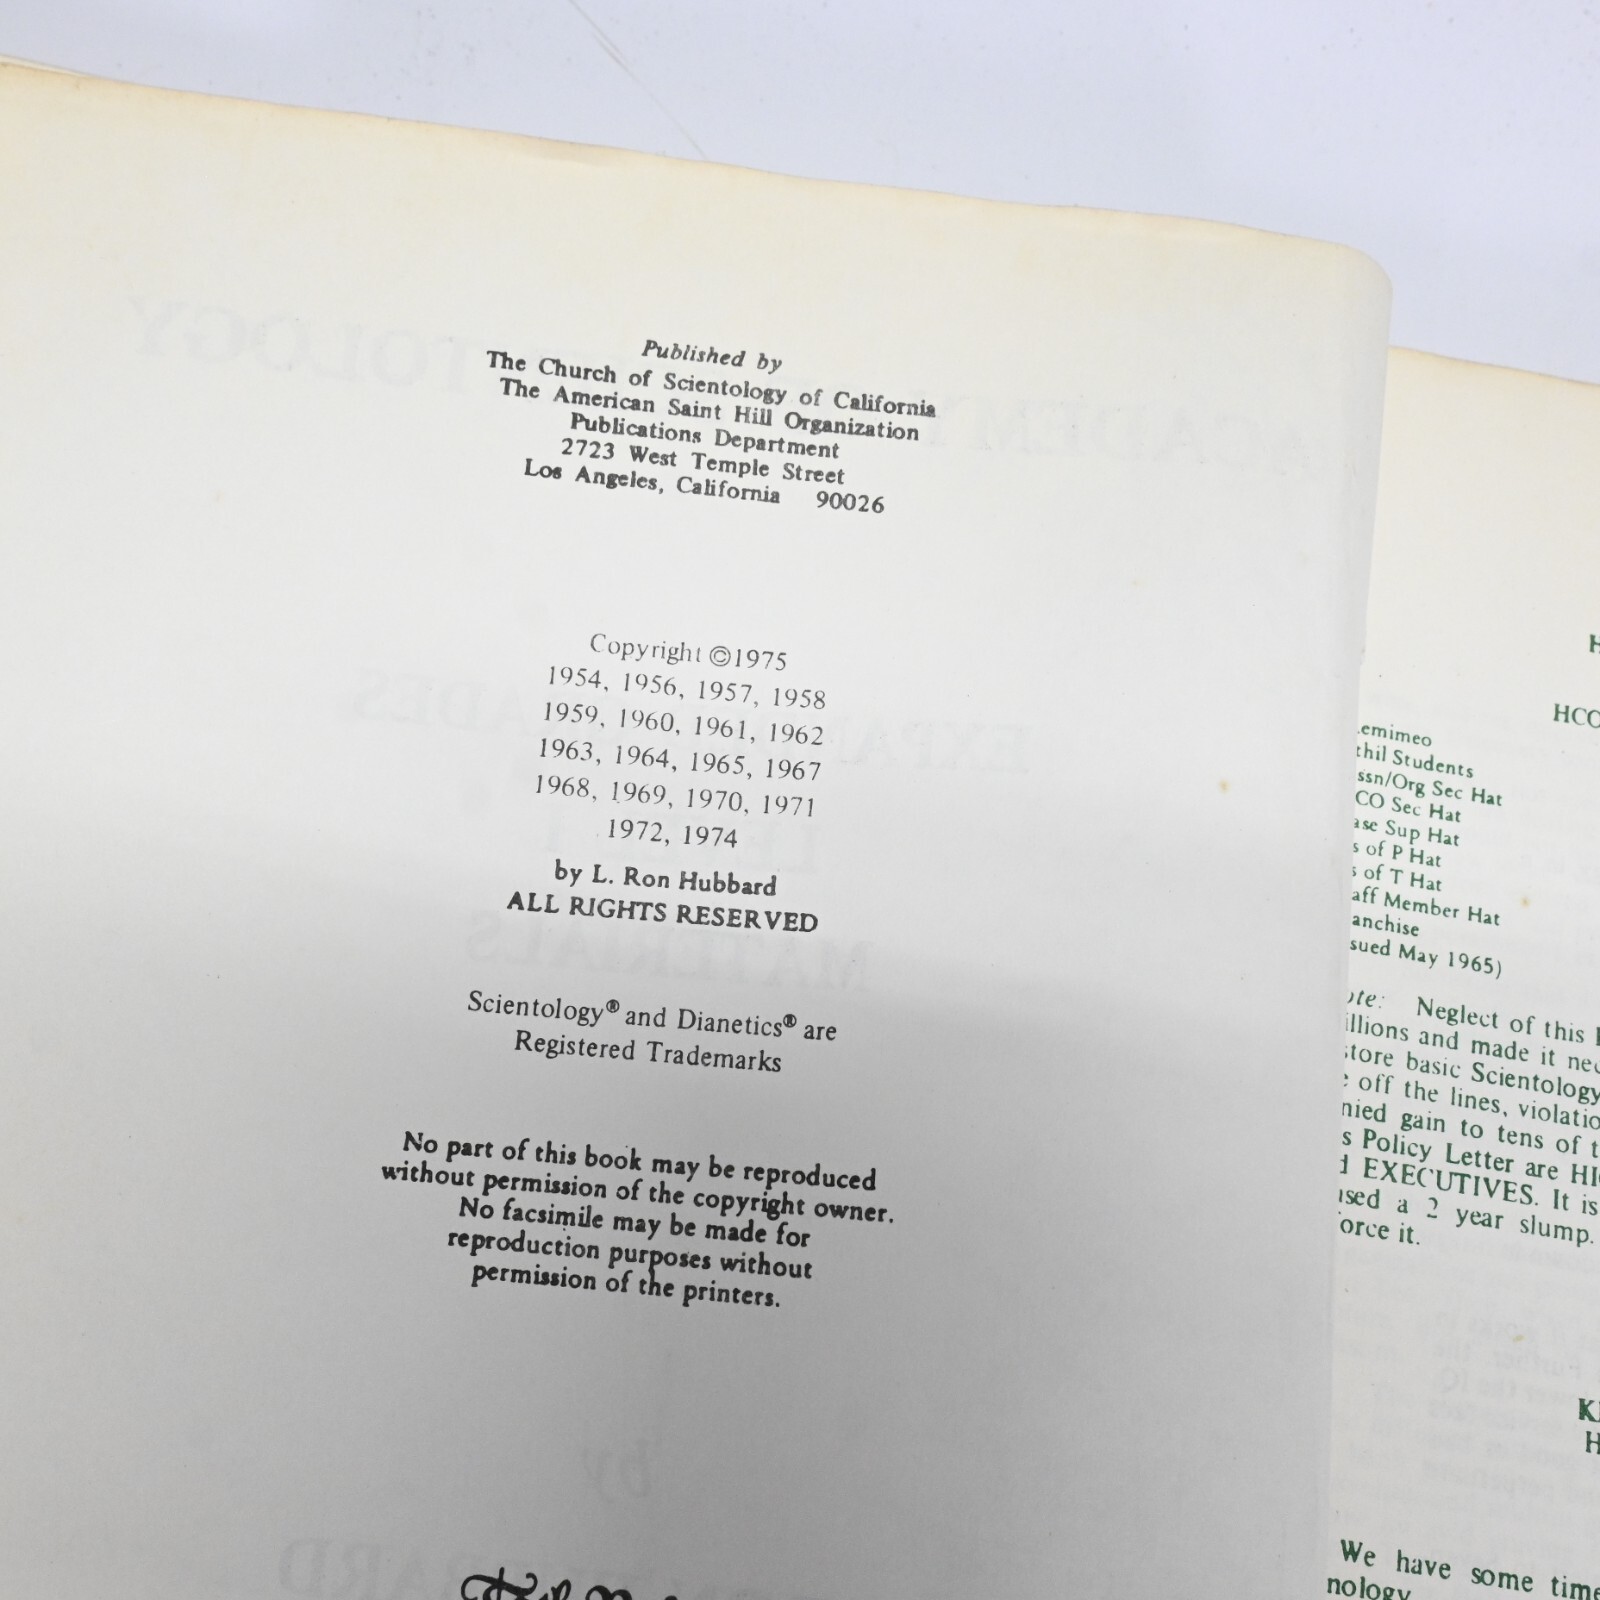 Published by
The Church of Scientology of California
The American Saint Hill Organization
Publications Department
2723 West Temple Street
Los Angeles, California 90026
Copyright ©1975
1954, 1956, 1957, 1958
1959, 1960, 1961, 1962
1963, 1964, 1965, 1967
1968, 1969, 1970, 1971
1972, 1974
by L. Ron Hubbard
ALL RIGHTS RESERVED
Scientology® and Dianetics® are
Registered Trademarks
No part of this book may be reproduced
without permission of the copyright owner.
No facsimile may be made for
reproduction purposes without
permission of the printers.
HCO
emimeo
thil Students
ssn/Org Sec Hat
CO Sec Hat
ase Sup Hat
s of P Hat
s of T Hat
aff Member Hat
anchise
sued May 1965)
ote: Neglect of this
illions and made it nec
store basic Scientology
e off the lines, violatio
nied gain to tens of t
s Policy Letter are HI
d EXECUTIVES. It is
ised a 2 year slump.
orce it.
We have some time
nology